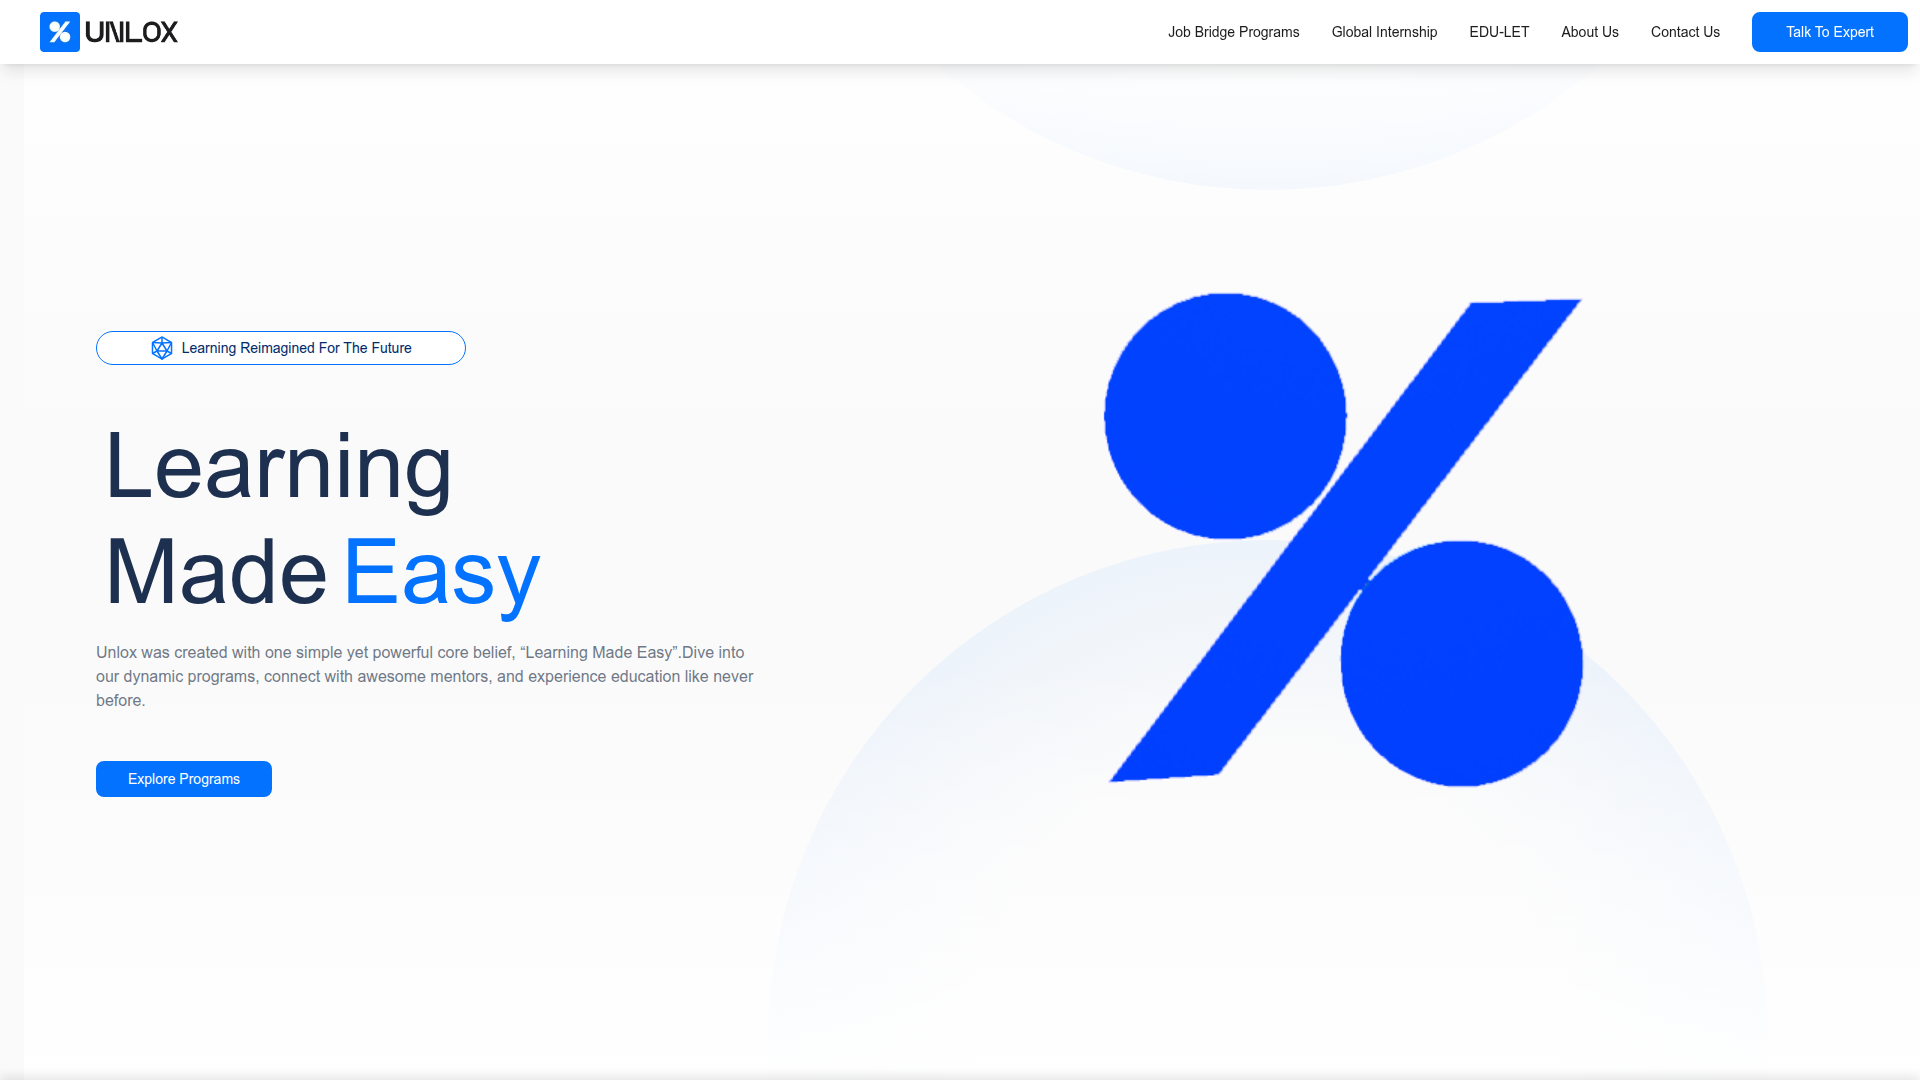 UNLOX
Job Bridge Programs
Global Internship
EDU-LET
About Us
Contact Us
Talk To Expert
Learning Reimagined For The Future
Learning
Made Easy
Unlox was created with one simple yet powerful core belief, “Learning Made Easy”.Dive into
our dynamic programs, connect with awesome mentors, and experience education like never
before.
Explore Programs